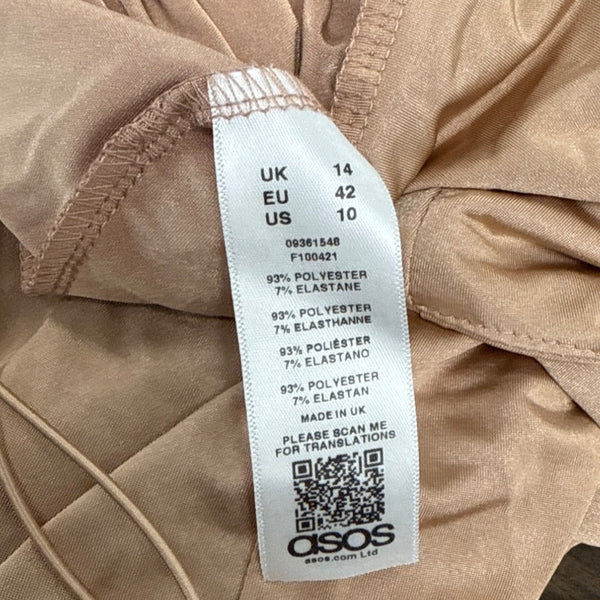 UK 14
EU 42
US 10
09361548
F100421
93% POLYESTER
7% ELASTANE
93% POLYESTER
7% ELASTHANNE
93% POLIÉSTER
7% ELASTANO
93% POLYESTER
7% ELASTAN
MADE IN UK
PLEASE SCAN ME
FOR TRANSLATIONS
asos
asos.com Ltd